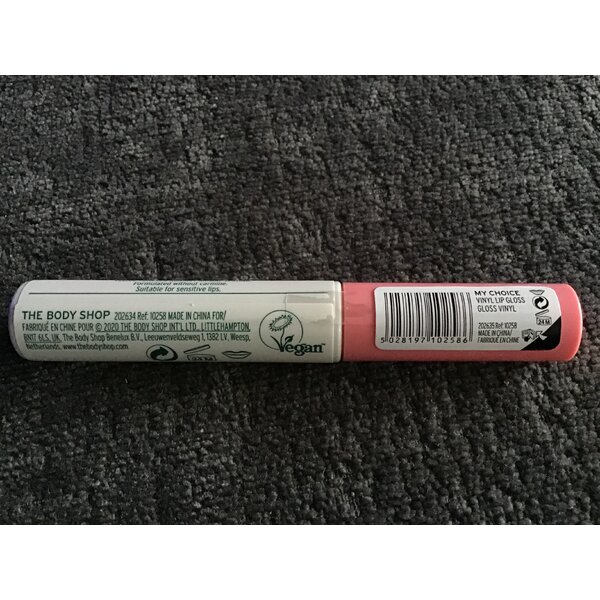 Formulated without carmine.
Suitable for sensitive lips.
THE BODY SHOP 202634 Ref. 10258 MADE IN CHINA FOR/
FABRIQUÉ EN CHINE POUR © 2020 THE BODY SHOP INT'L LTD., LITTLEHAMPTON,
BN17 6LS, UK. The Body Shop Benelux B.V., Leeuwenveldseweg 1, 1382 LV, Weesp,
Netherlands. www.thebodyshop.com
Vegan
5 028197 102586
MY CHOICE
VINYL LIP GLOSS
GLOSS VINYL
24 M
202635 Ref. 10258
MADE IN CHINA/
FABRIQUÉ EN CHINE